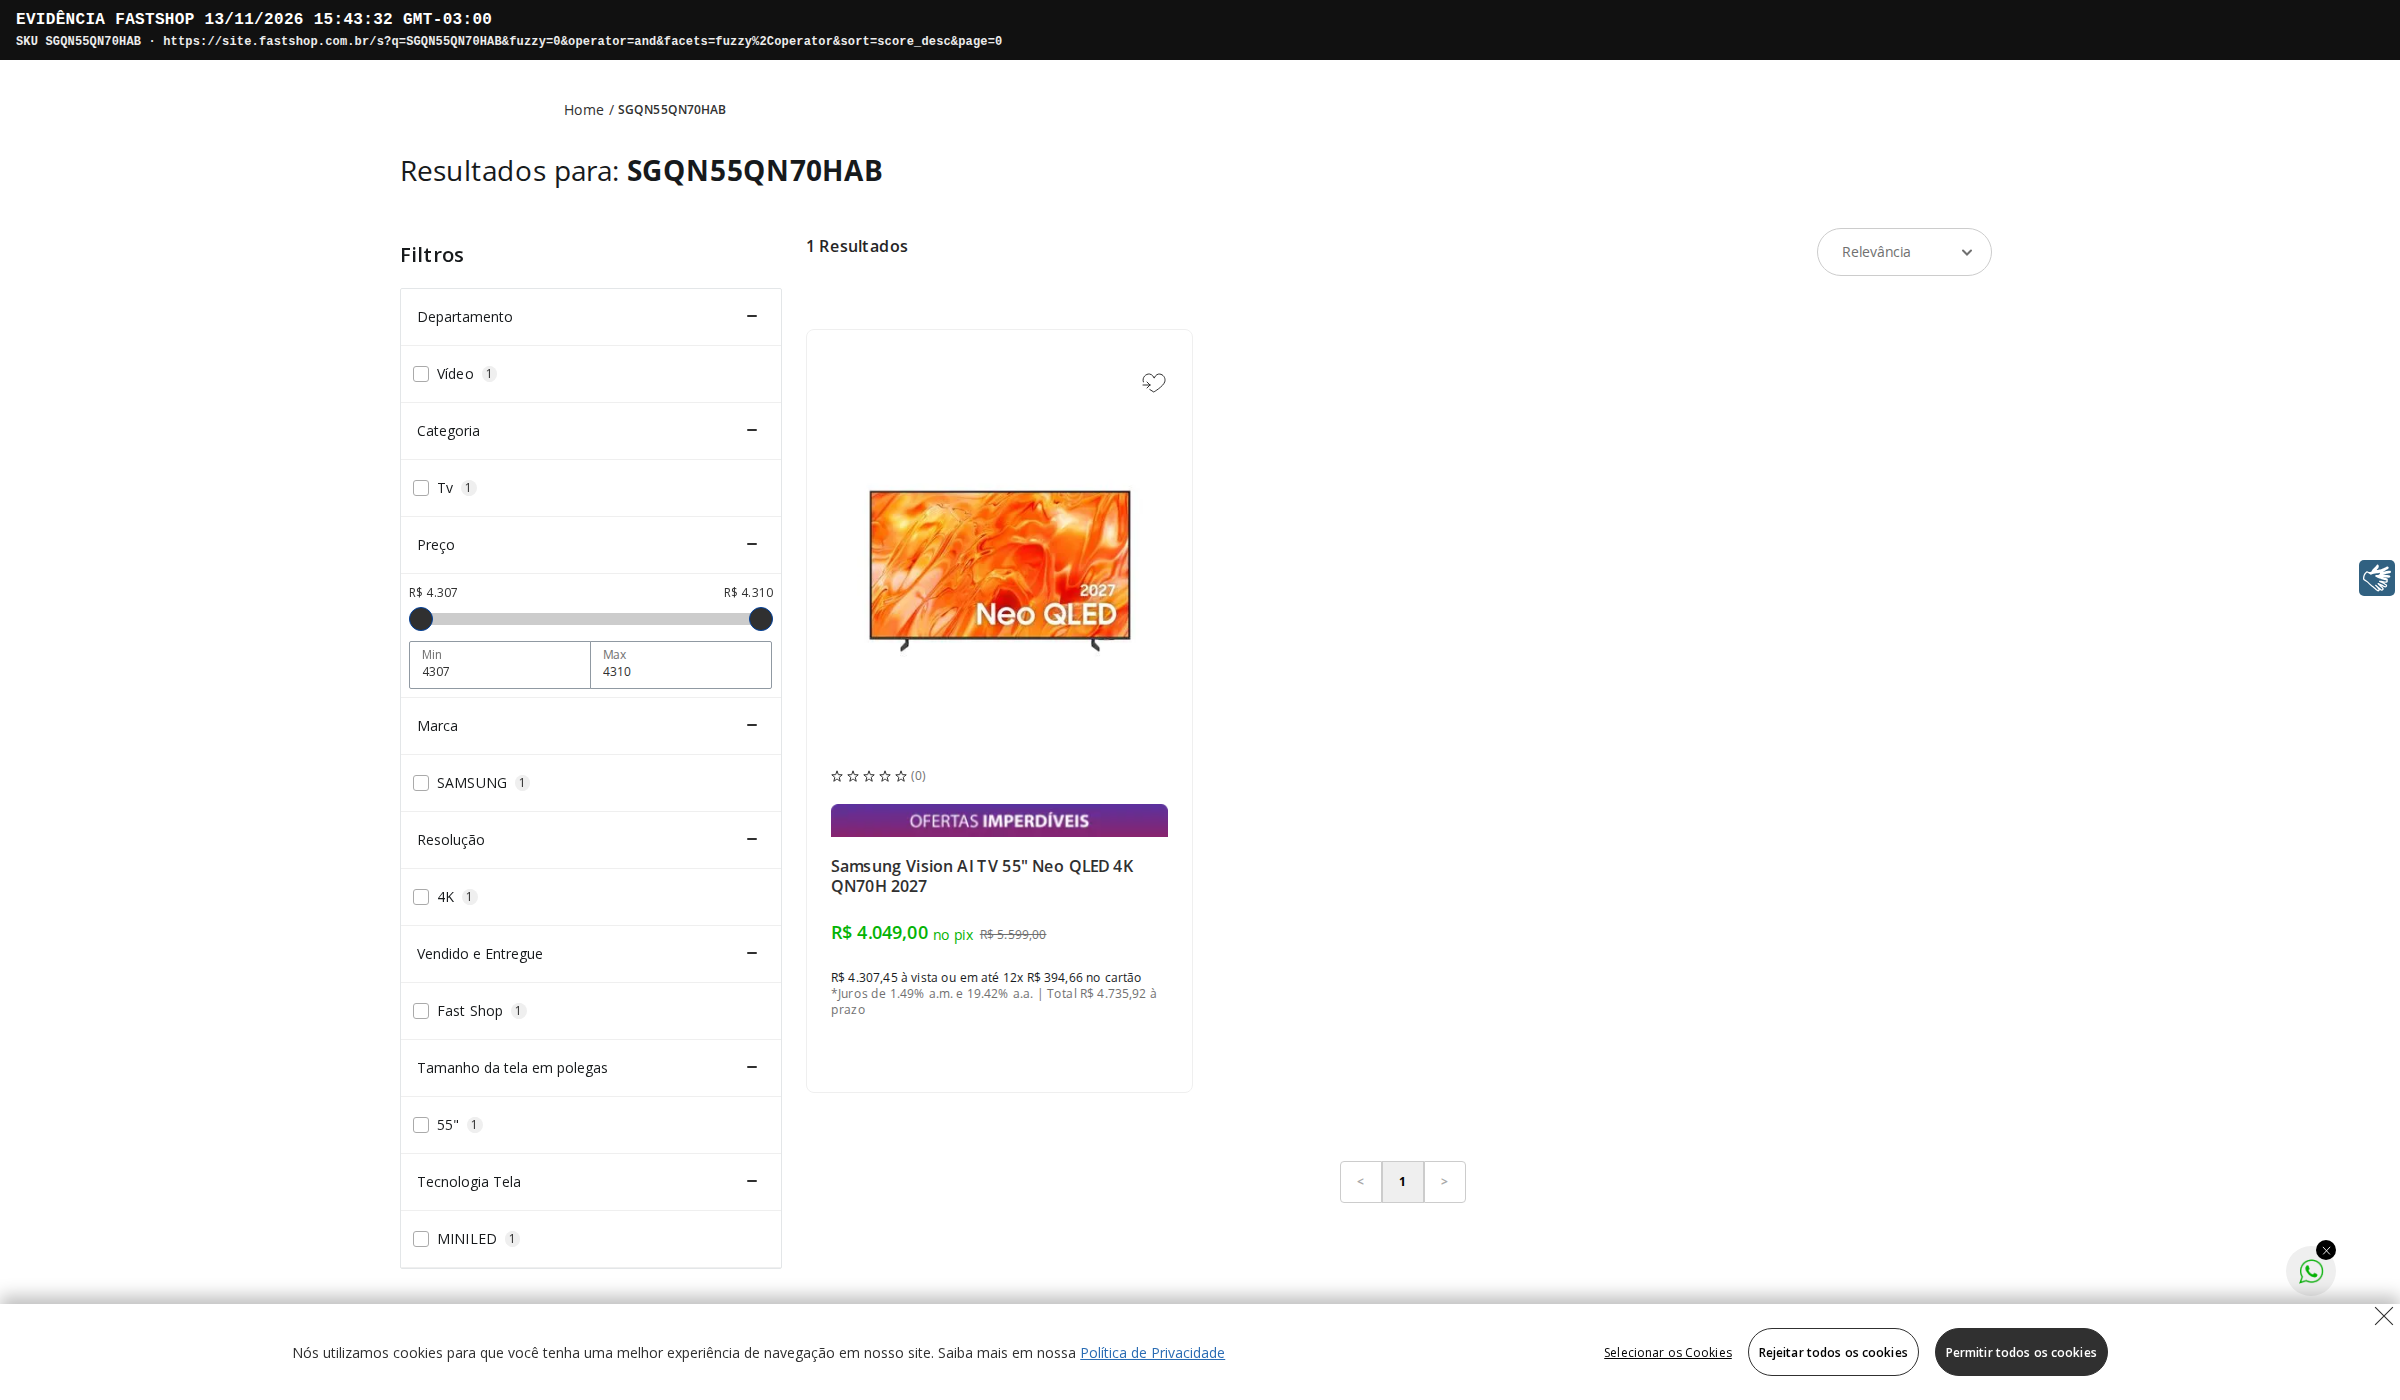 EVIDÊNCIA FASTSHOP 13/11/2026 15:43:32 GMT-03:00
SKU SGQN55QN70HAB · https://site.fastshop.com.br/s?q=SGQN55QN70HAB&fuzzy=0&operator=and&facets=fuzzy%2Coperator&sort=score_desc&page=0
Home / SGQN55QN70HAB
Resultados para: SGQN55QN70HAB
Filtros
1 Resultados
Relevância
Departamento
Vídeo 1
Categoria
Tv 1
Preço
R$ 4.307 R$ 4.310
Min
4307
Max
4310
Marca
SAMSUNG 1
Resolução
4K 1
Vendido e Entregue
Fast Shop 1
Tamanho da tela em polegas
55" 1
Tecnologia Tela
MINILED 1
2027
Neo QLED
(0)
OFERTAS IMPERDÍVEIS
Samsung Vision AI TV 55" Neo QLED 4K
QN70H 2027
R$ 4.049,00 no pix R$ 5.599,00
R$ 4.307,45 à vista ou em até 12x R$ 394,66 no cartão
*Juros de 1.49% a.m. e 19.42% a.a. | Total R$ 4.735,92 à
prazo
< 1 >
Nós utilizamos cookies para que você tenha uma melhor experiência de navegação em nosso site. Saiba mais em nossa Política de Privacidade
Selecionar os Cookies
Rejeitar todos os cookies
Permitir todos os cookies